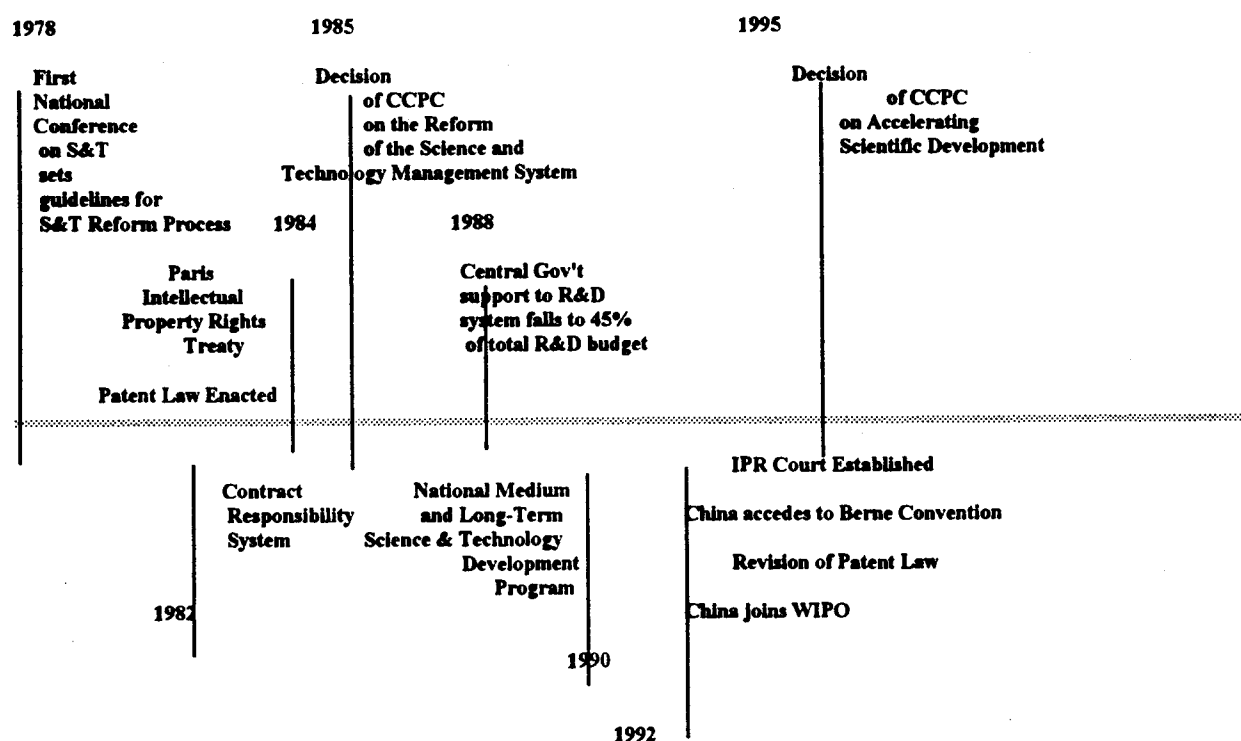 1978
1985
1995
First
National
Conference
on S&T
sets
guidelines for
S&T Reform Process
Decision
of CCPC
on the Reform
of the Science and
Technology Management System
Decision
of CCPC
on Accelerating
Scientific Development
1984
1988
Paris
Intellectual
Property Rights
Treaty
Patent Law Enacted
Central Gov't
support to R&D
system falls to 45%
of total R&D budget
Contract
Responsibility
System
1982
National Medium
and Long-Term
Science & Technology
Development
Program
1990
IPR Court Established
China accedes to Berne Convention
Revision of Patent Law
China joins WIPO
1992